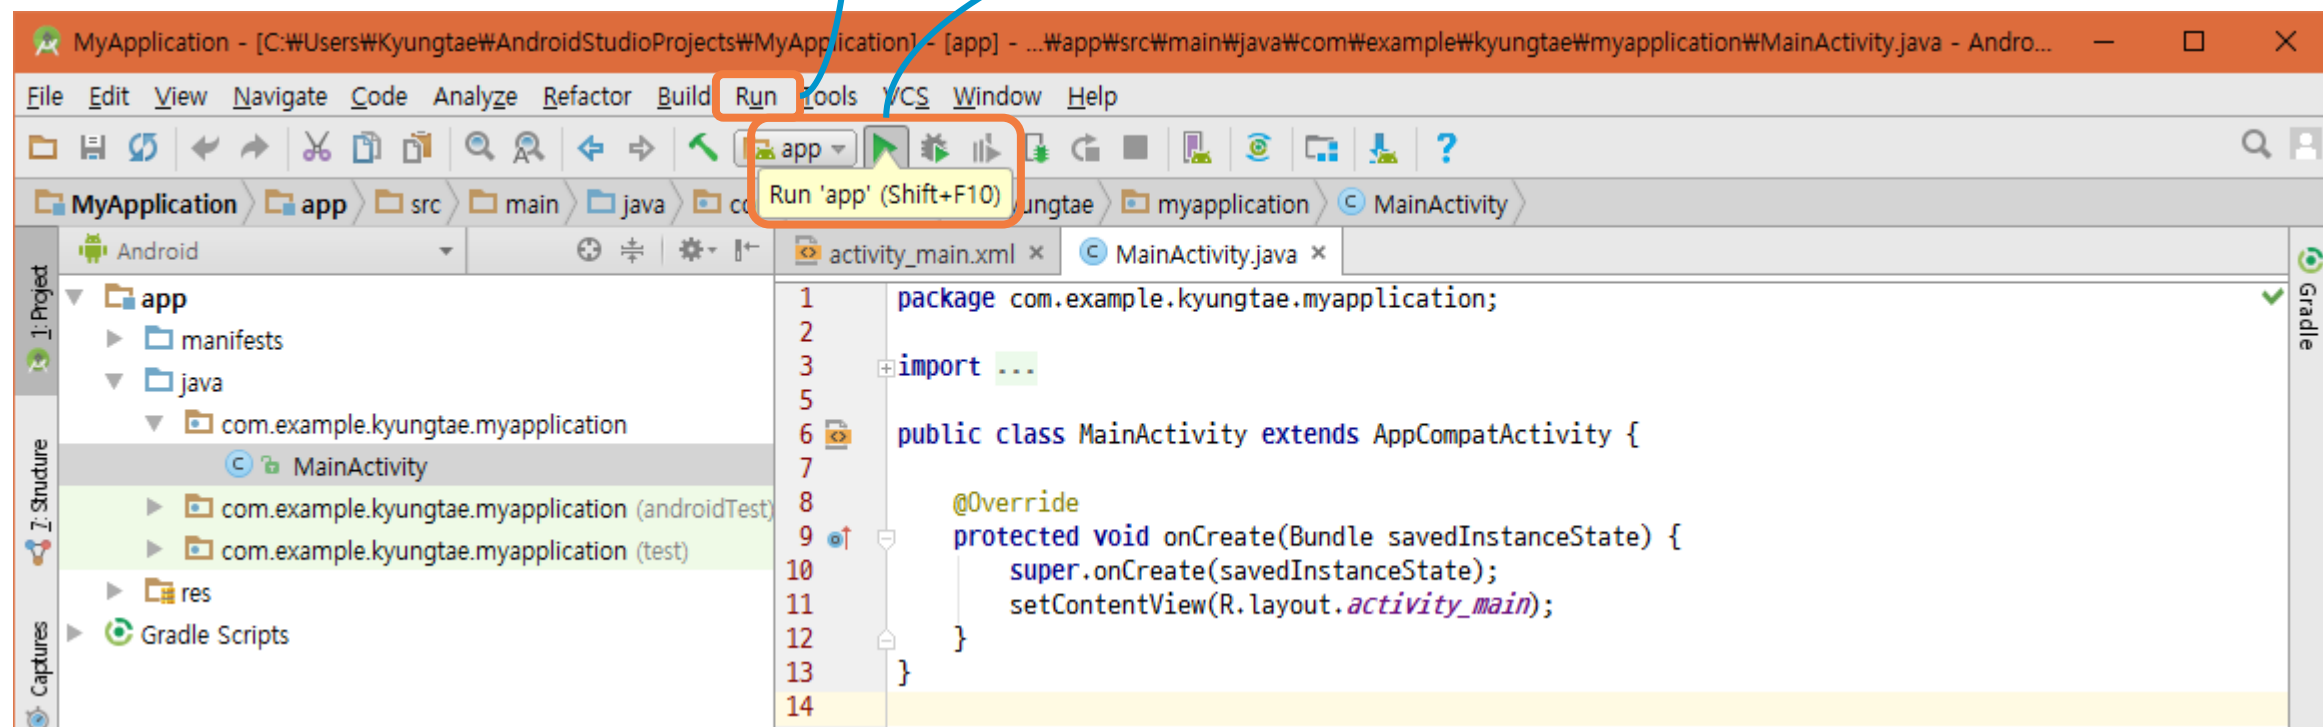 MyApplication - [C:₩Users₩Kyungtae₩AndroidStudioProjects₩MyApplication] - [app] - ...₩app₩src₩main₩java₩com₩example₩kyungtae₩myapplication₩MainActivity.java - Andro...
File Edit View Navigate Code Analyze Refactor Build Run Tools VCS Window Help
app
Run 'app' (Shift+F10)
MyApplication app src main java co ungtae myapplication MainActivity
Android
activity_main.xml
MainActivity.java
1: Project
7: Structure
Captures
app
manifests
java
com.example.kyungtae.myapplication
MainActivity
com.example.kyungtae.myapplication (androidTest)
com.example.kyungtae.myapplication (test)
res
Gradle Scripts
1 package com.example.kyungtae.myapplication;
2
3 import ...
5
6 public class MainActivity extends AppCompatActivity {
7
8 @Override
9 protected void onCreate(Bundle savedInstanceState) {
10 super.onCreate(savedInstanceState);
11 setContentView(R.layout.activity_main);
12 }
13 }
14
Gradle